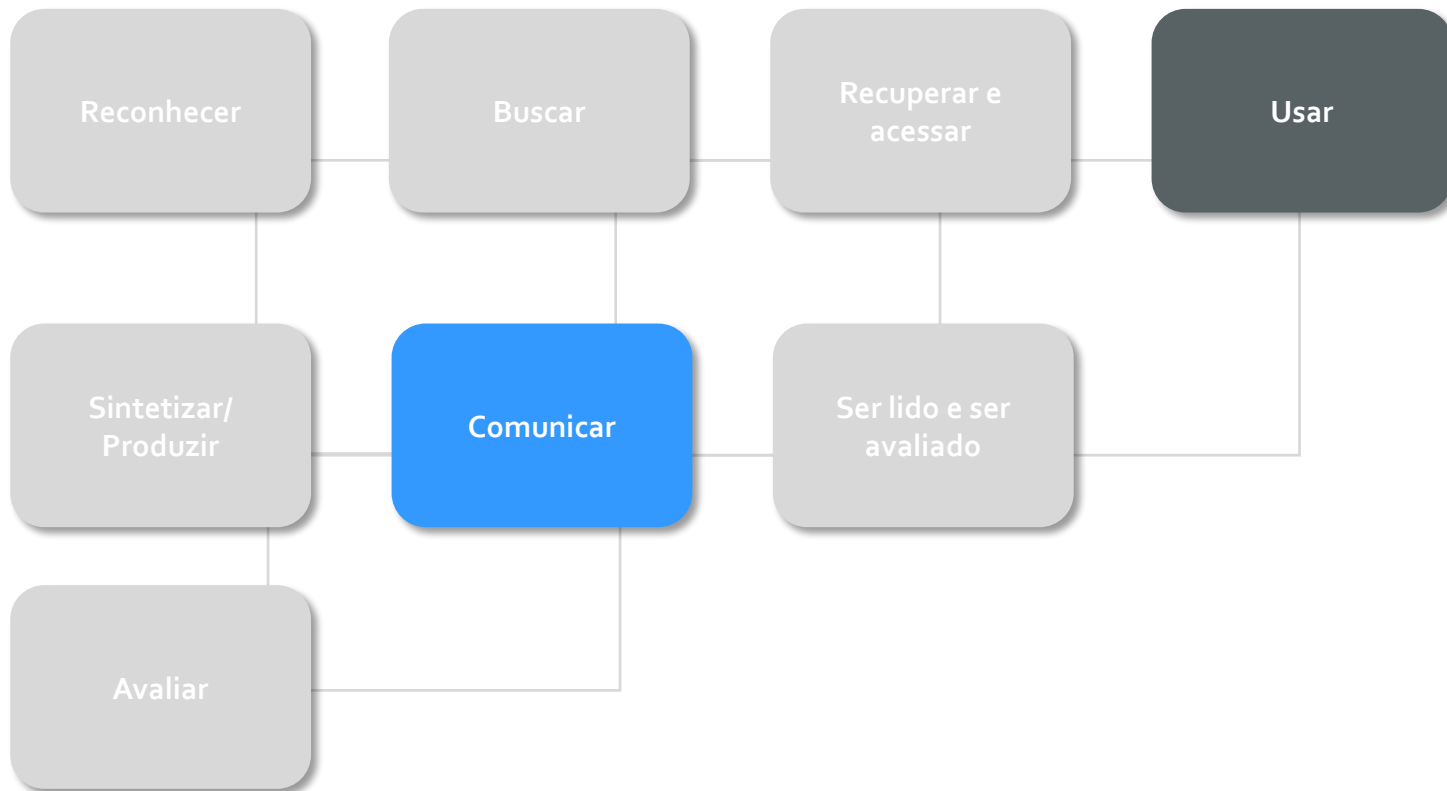 Reconhecer
Buscar
Recuperar e
acessar
Usar
Sintetizar/
Produzir
Comunicar
Ser lido e ser
avaliado
Avaliar